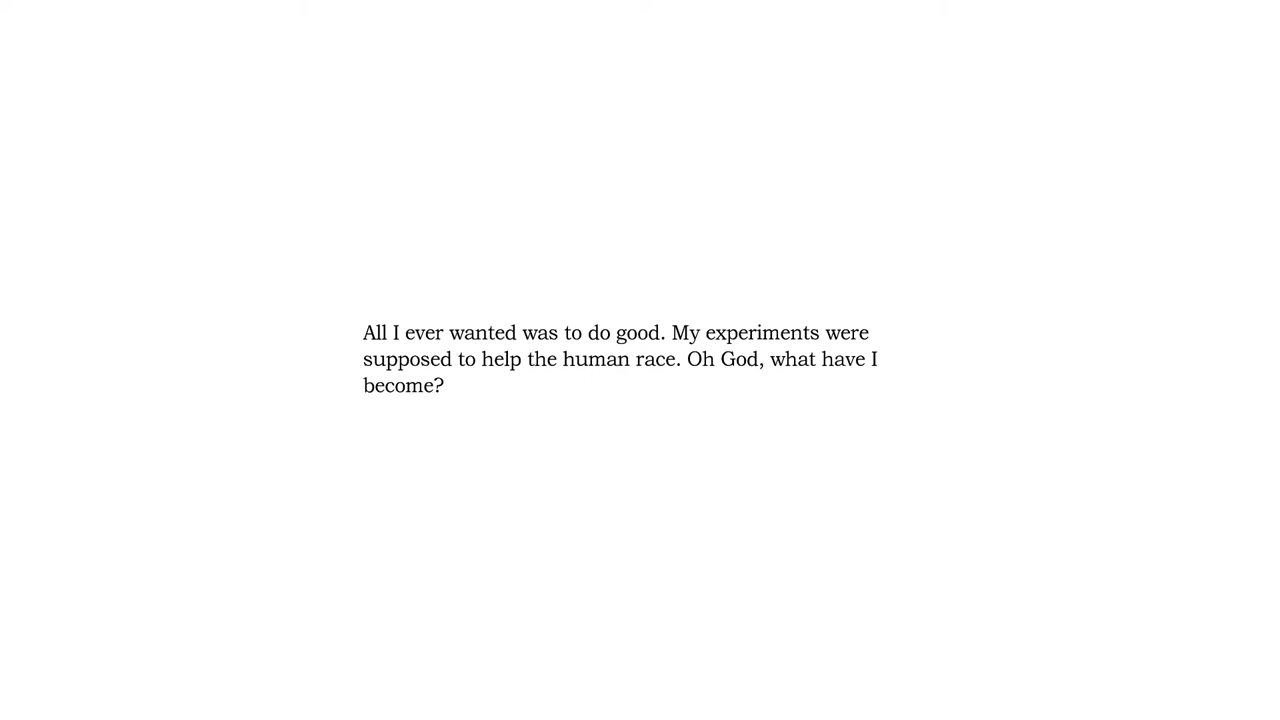 All I ever wanted was to do good. My experiments were
supposed to help the human race. Oh God, what have I
become?